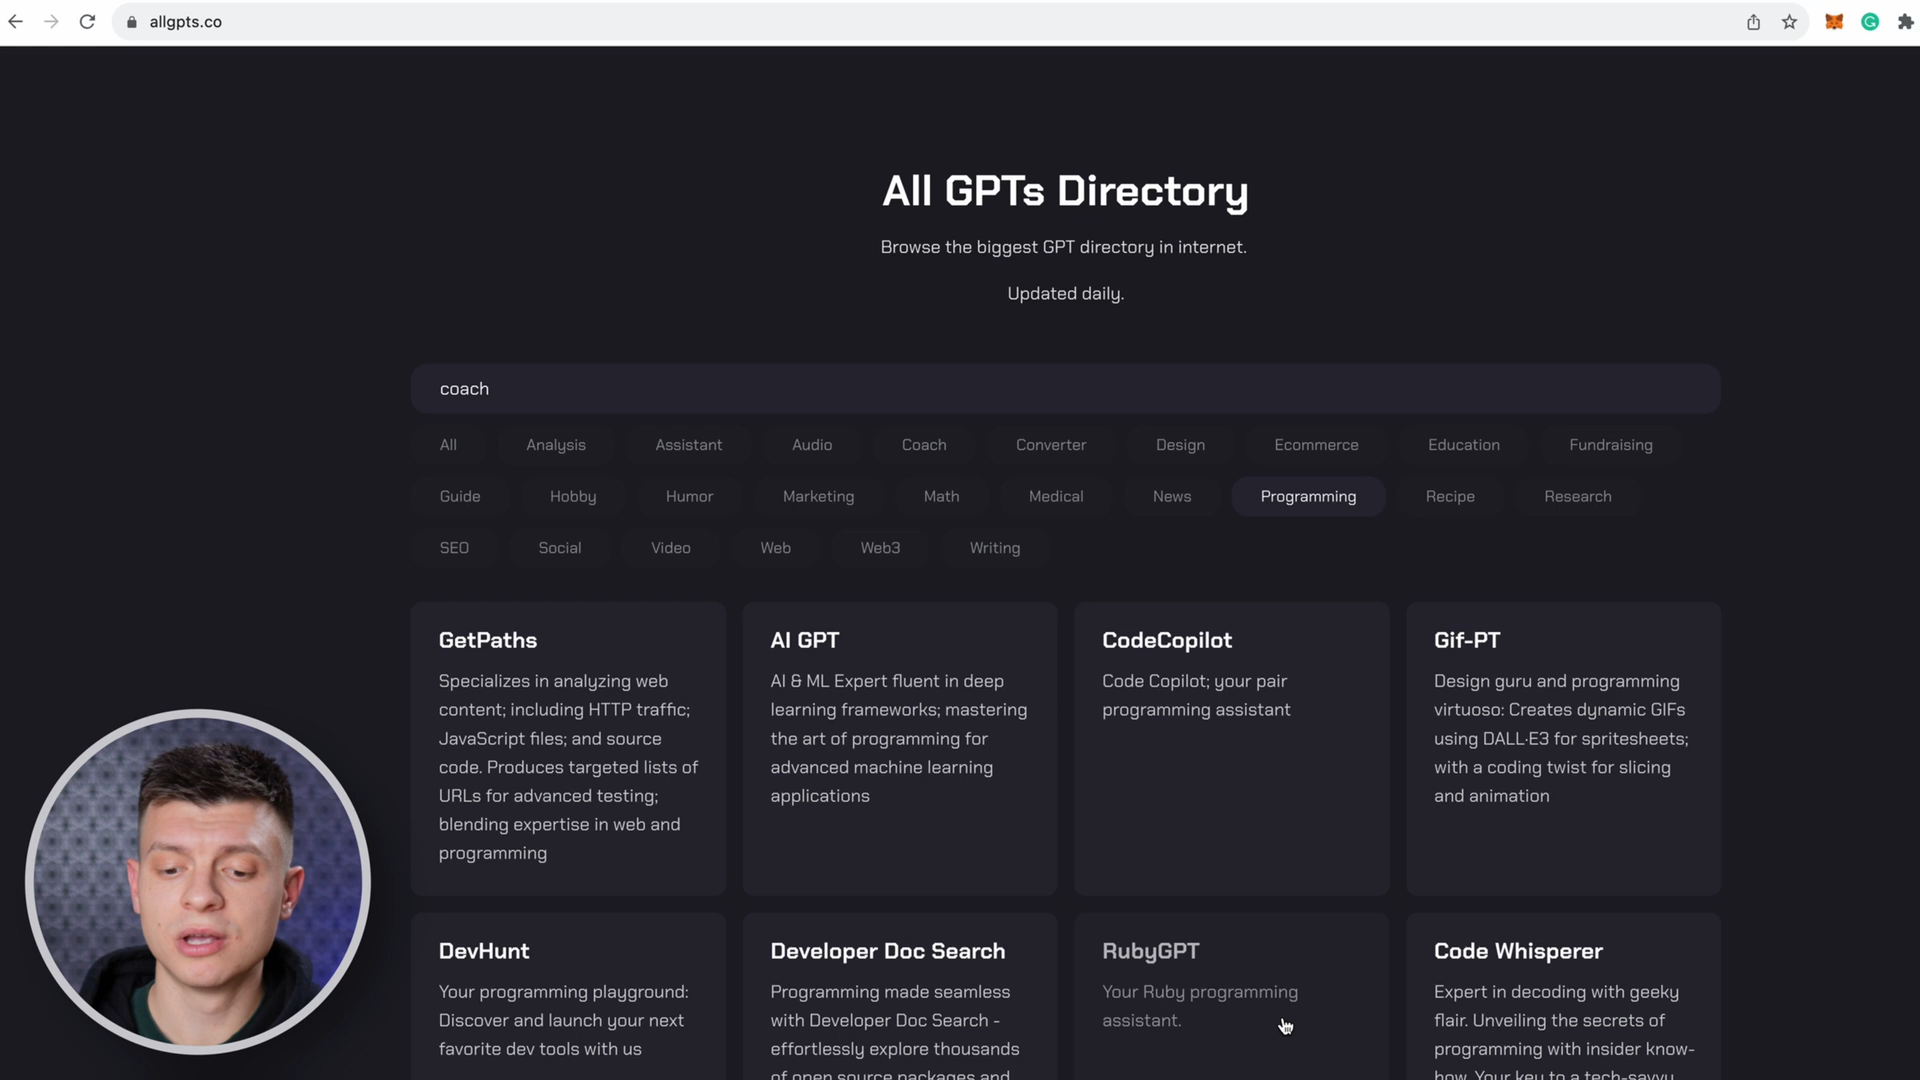 allgpts.co
All GPTs Directory
Browse the biggest GPT directory in internet.
Updated daily.
coach
All Analysis Assistant Audio Coach Converter Design Ecommerce Education Fundraising
Guide Hobby Humor Marketing Math Medical News Programming Recipe Research
SEO Social Video Web Web3 Writing
GetPaths
Specializes in analyzing web
content; including HTTP traffic;
JavaScript files; and source
code. Produces targeted lists of
URLs for advanced testing;
blending expertise in web and
programming
AI GPT
AI & ML Expert fluent in deep
learning frameworks; mastering
the art of programming for
advanced machine learning
applications
CodeCopilot
Code Copilot; your pair
programming assistant
Gif-PT
Design guru and programming
virtuoso: Creates dynamic GIFs
using DALL·E3 for spritesheets;
with a coding twist for slicing
and animation
DevHunt
Your programming playground:
Discover and launch your next
favorite dev tools with us
Developer Doc Search
Programming made seamless
with Developer Doc Search -
effortlessly explore thousands
of open source packages and
RubyGPT
Your Ruby programming
assistant.
Code Whisperer
Expert in decoding with geeky
flair. Unveiling the secrets of
programming with insider know-
how. Your key to a tech-savvy